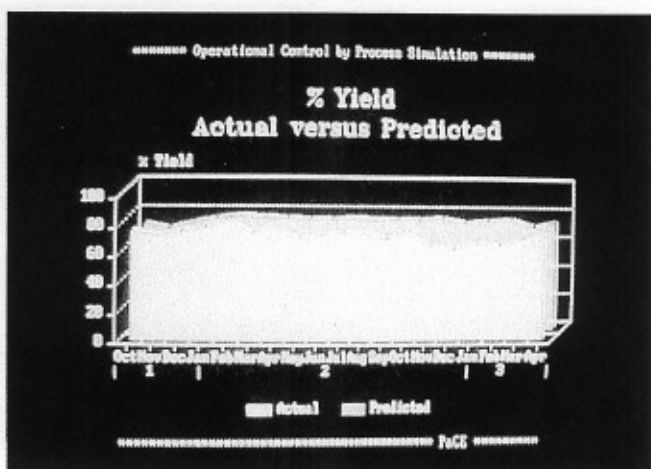 ******* Operational Control by Process Simulation *******
% Yield
Actual versus Predicted
% Yield
100
80
60
40
20
0
Oct Nov Dec Jan Feb Mar Apr May Jun Jul Aug Sep Oct Nov Dec Jan Feb Mar Apr
1 2 3
Actual Predicted
PaCE